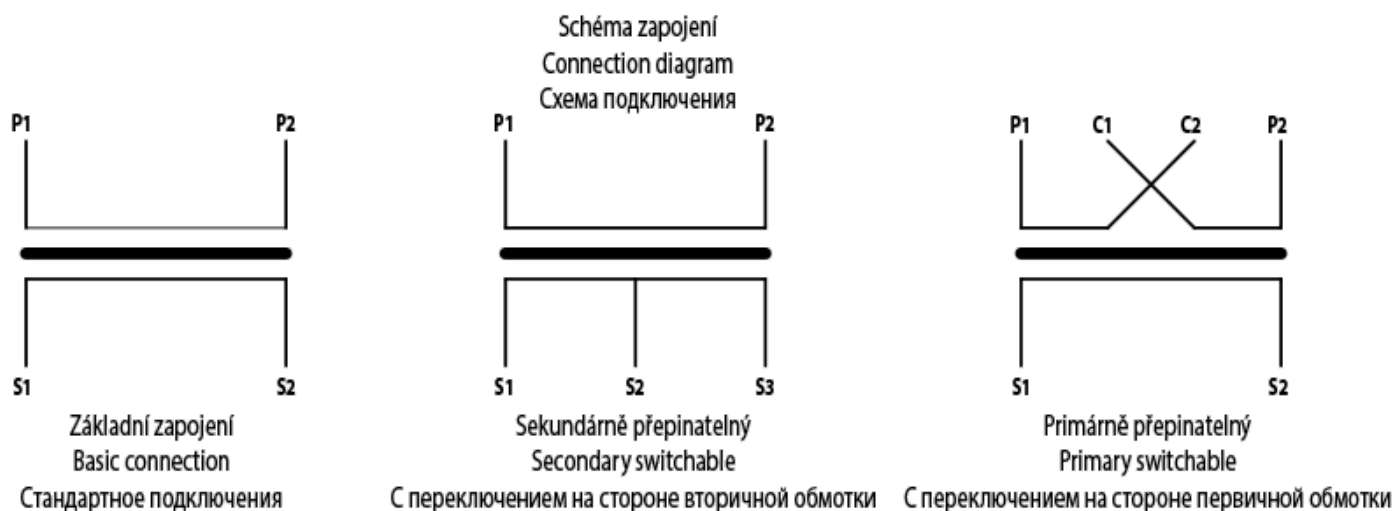 Schéma zapojení
Connection diagram
Схема подключения
P1 P2
S1 S2
Základní zapojení
Basic connection
Стандартное подключения
P1 P2
S1 S2 S3
Sekundárně přepinatelný
Secondary switchable
С переключением на стороне вторичной обмотки
P1 C1 C2 P2
S1 S2
Primárně přepinatelný
Primary switchable
С переключением на стороне первичной обмотки